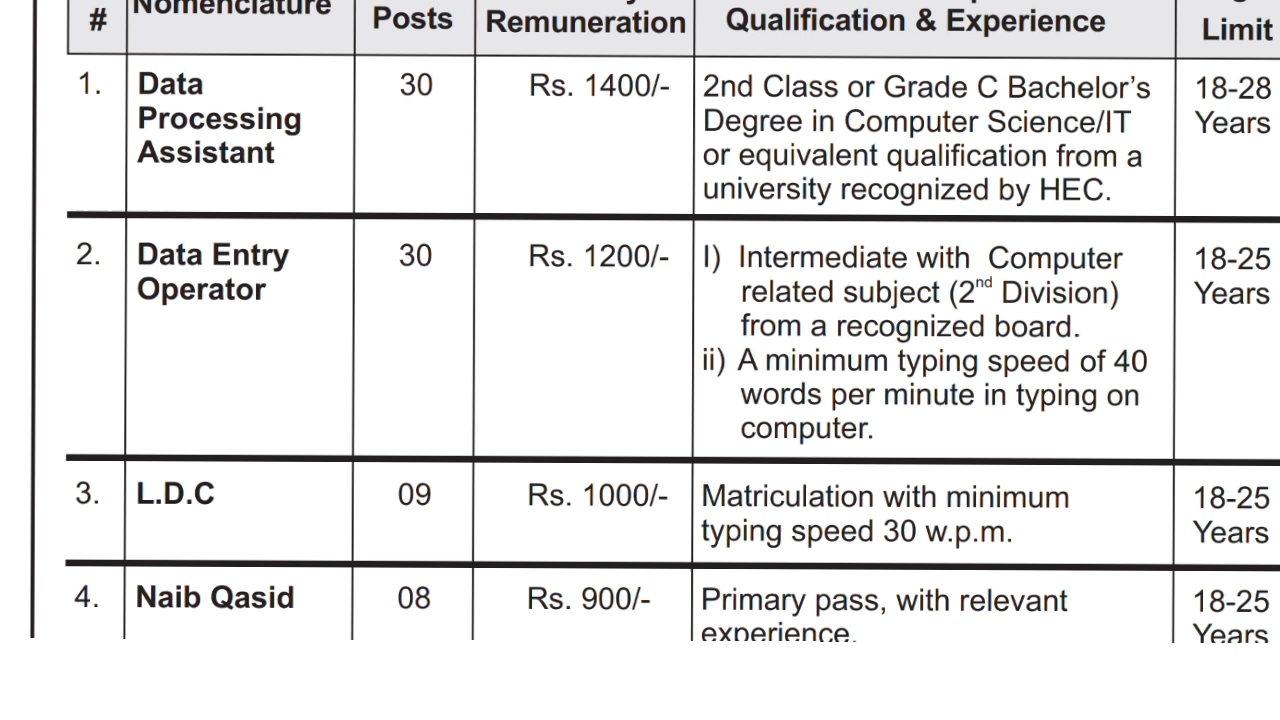 #
Nomenclature
Posts
Remuneration
Qualification & Experience
Limit
1.
Data
Processing
Assistant
30
Rs. 1400/-
2nd Class or Grade C Bachelor's
Degree in Computer Science/IT
or equivalent qualification from a
university recognized by HEC.
18-28
Years
2.
Data Entry
Operator
30
Rs. 1200/-
I) Intermediate with Computer
related subject (2nd Division)
from a recognized board.
ii) A minimum typing speed of 40
words per minute in typing on
computer.
18-25
Years
3.
L.D.C
09
Rs. 1000/-
Matriculation with minimum
typing speed 30 w.p.m.
18-25
Years
4.
Naib Qasid
08
Rs. 900/-
Primary pass, with relevant
experience.
18-25
Years